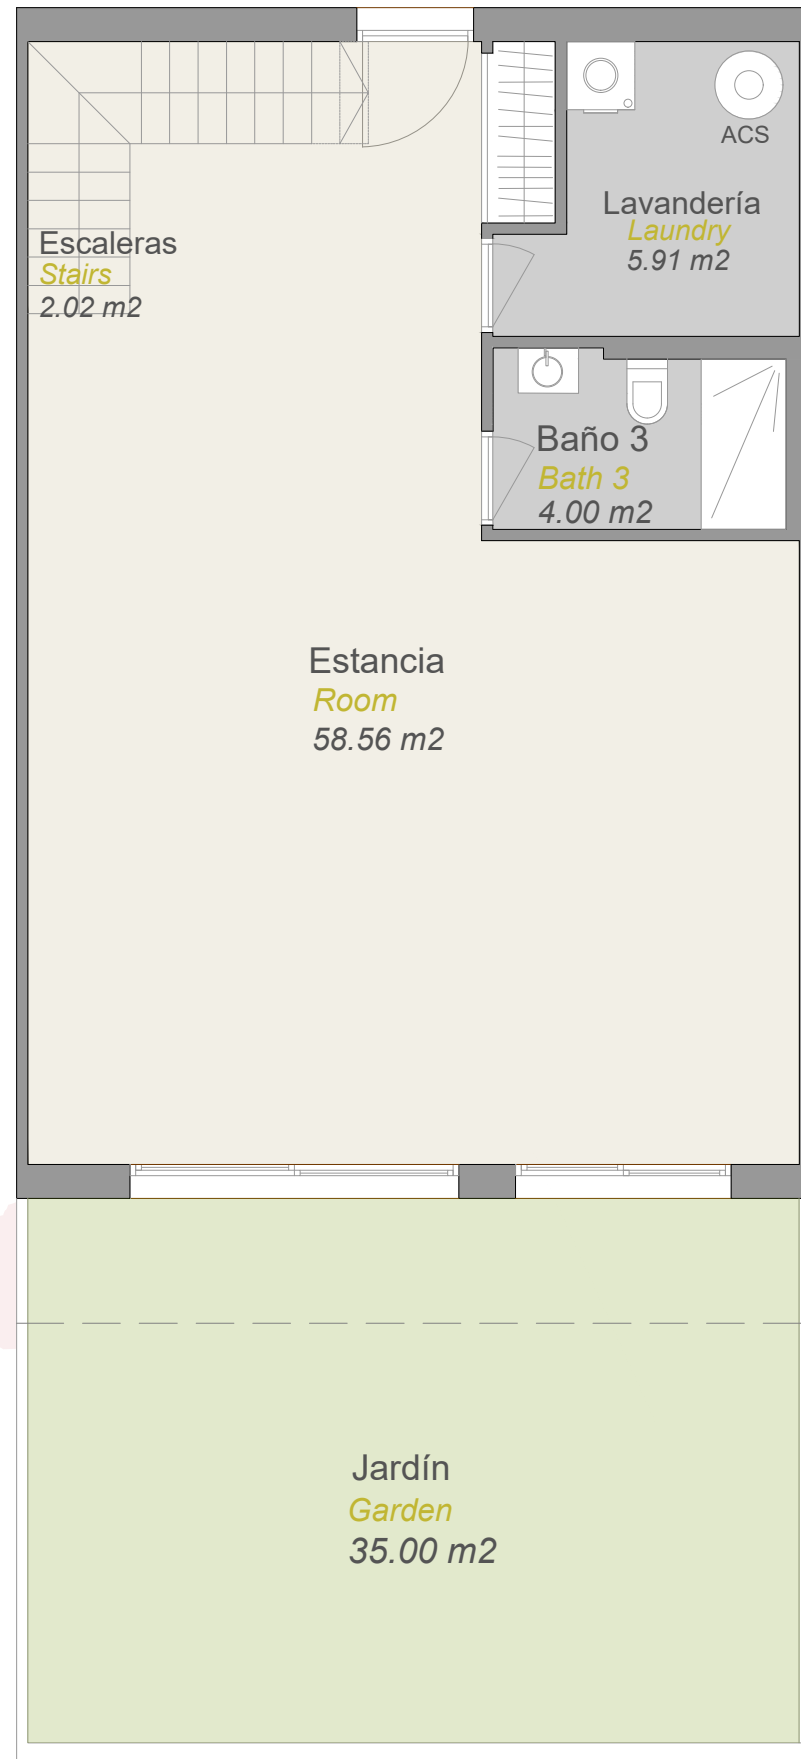 ACS
Lavandería
Laundry
5.91 m2
Escaleras
Stairs
2.02 m2
Baño 3
Bath 3
4.00 m2
Estancia
Room
58.56 m2
Jardín
Garden
35.00 m2